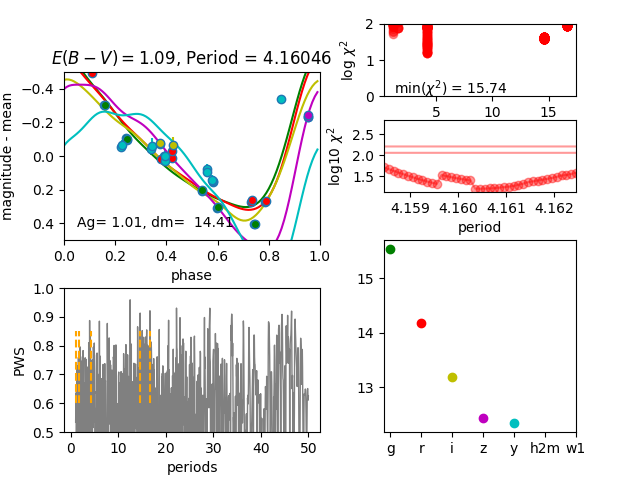 E(B − V) = 1.09, Period = 4.16046
−0.4
−0.2
0.0
0.2
0.4
magnitude - mean
Ag= 1.01, dm=  14.41
0.0 0.2 0.4 0.6 0.8 1.0
phase
2
1
0
log χ²
min(χ²) = 15.74
5 10 15
2.5
2.0
1.5
log10 χ²
4.159 4.160 4.161 4.162
period
1.0
0.9
0.8
0.7
0.6
0.5
PWS
0 10 20 30 40 50
periods
15
14
13
g r i z y h2m w1